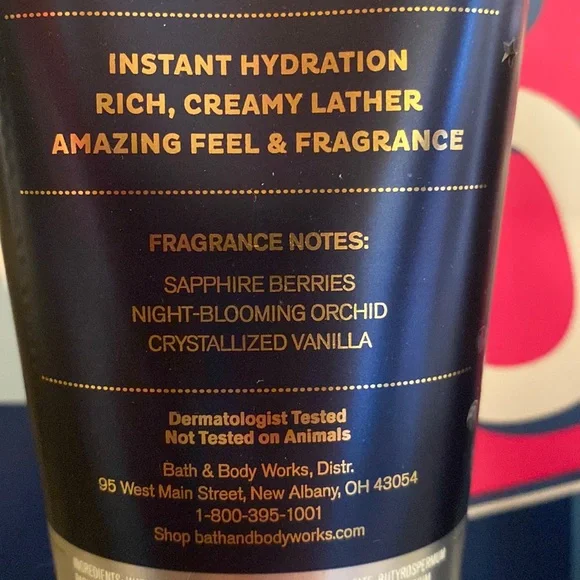 INSTANT HYDRATION
RICH, CREAMY LATHER
AMAZING FEEL & FRAGRANCE
FRAGRANCE NOTES:
SAPPHIRE BERRIES
NIGHT-BLOOMING ORCHID
CRYSTALLIZED VANILLA
Dermatologist Tested
Not Tested on Animals
Bath & Body Works, Distr.
95 West Main Street, New Albany, OH 43054
1-800-395-1001
Shop bathandbodyworks.com
BUTYROSPERMUM